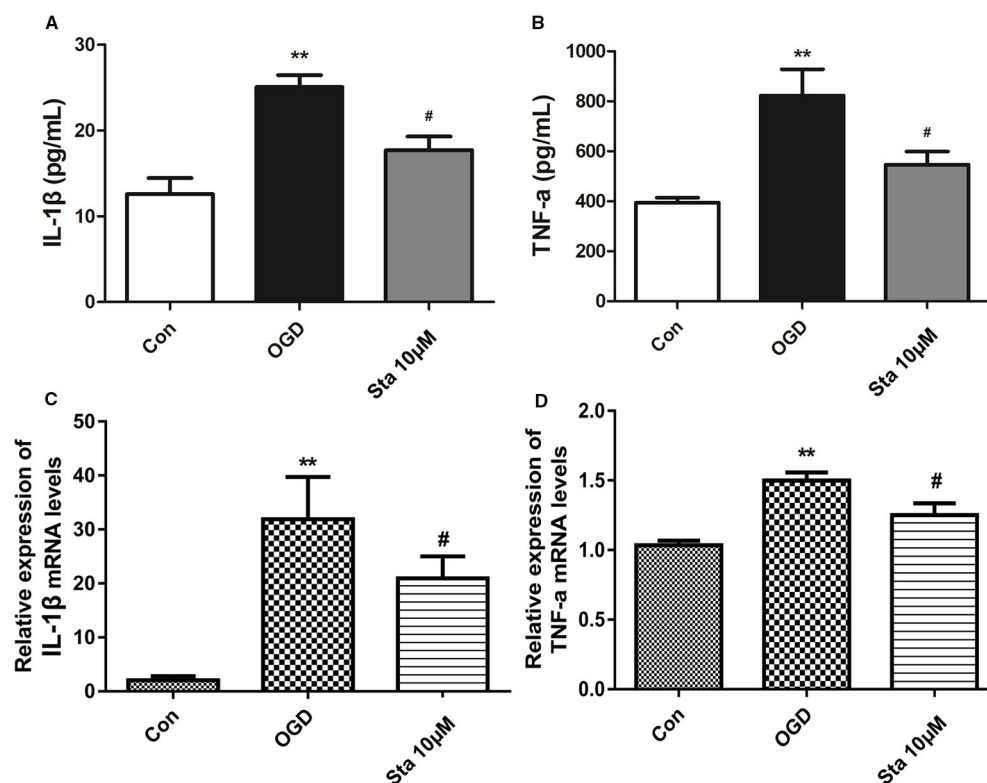 A
IL-1β (pg/mL)
30
20
10
0
**
#
Con
OGD
Sta 10μM
B
TNF-a (pg/mL)
1000
800
600
400
200
0
**
#
Con
OGD
Sta 10μM
C
Relative expression of
IL-1β mRNA levels
50
40
30
20
10
0
**
#
Con
OGD
Sta 10μM
D
Relative expression of
TNF-a mRNA levels
2.0
1.5
1.0
0.5
0.0
**
#
Con
OGD
Sta 10μM